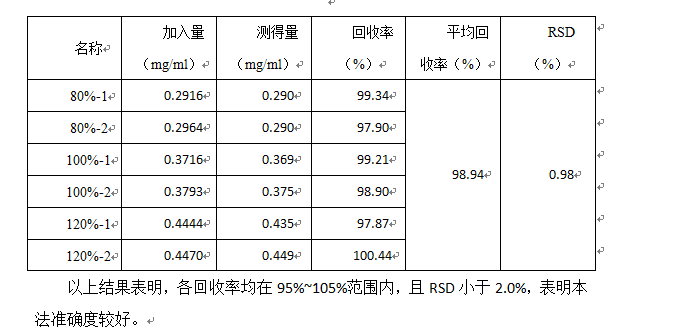 名称 加入量（mg/ml） 测得量（mg/ml） 回收率（%） 平均回收率（%） RSD（%）
80%-1 0.2916 0.290 99.34 98.94 0.98
80%-2 0.2964 0.290 97.90
100%-1 0.3716 0.369 99.21
100%-2 0.3793 0.375 98.90
120%-1 0.4444 0.435 97.87
120%-2 0.4470 0.449 100.44
以上结果表明，各回收率均在 95%~105%范围内，且 RSD 小于 2.0%，表明本
法准确度较好。